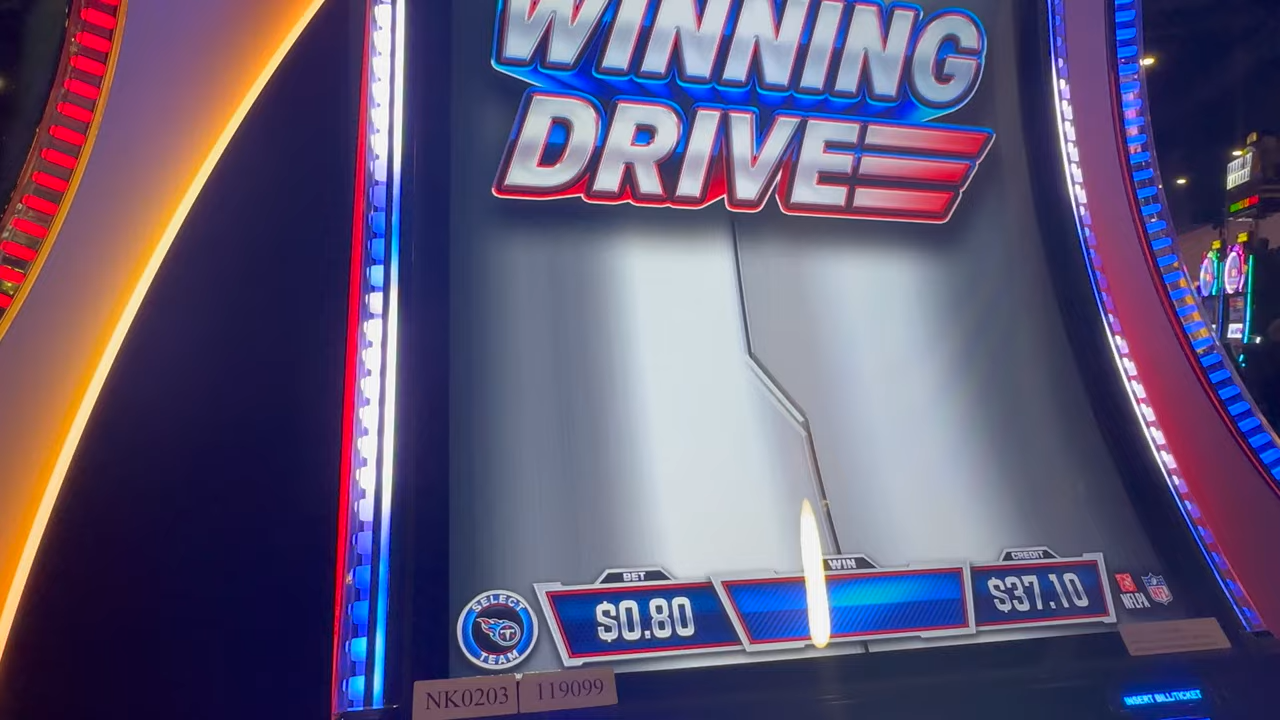 WINNING
DRIVE
BET
$0.80
WIN
CREDIT
$37.10
SELECT
T
TEAM
NFLPA
NFL
NK0203
119099
INSERT BILL/TICKET